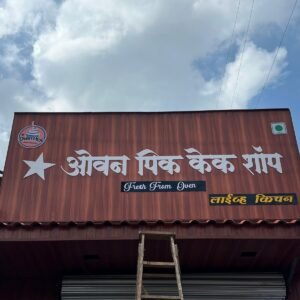 ओवन पिक केक शॉप
Fresh From Oven
लाईव्ह किचन